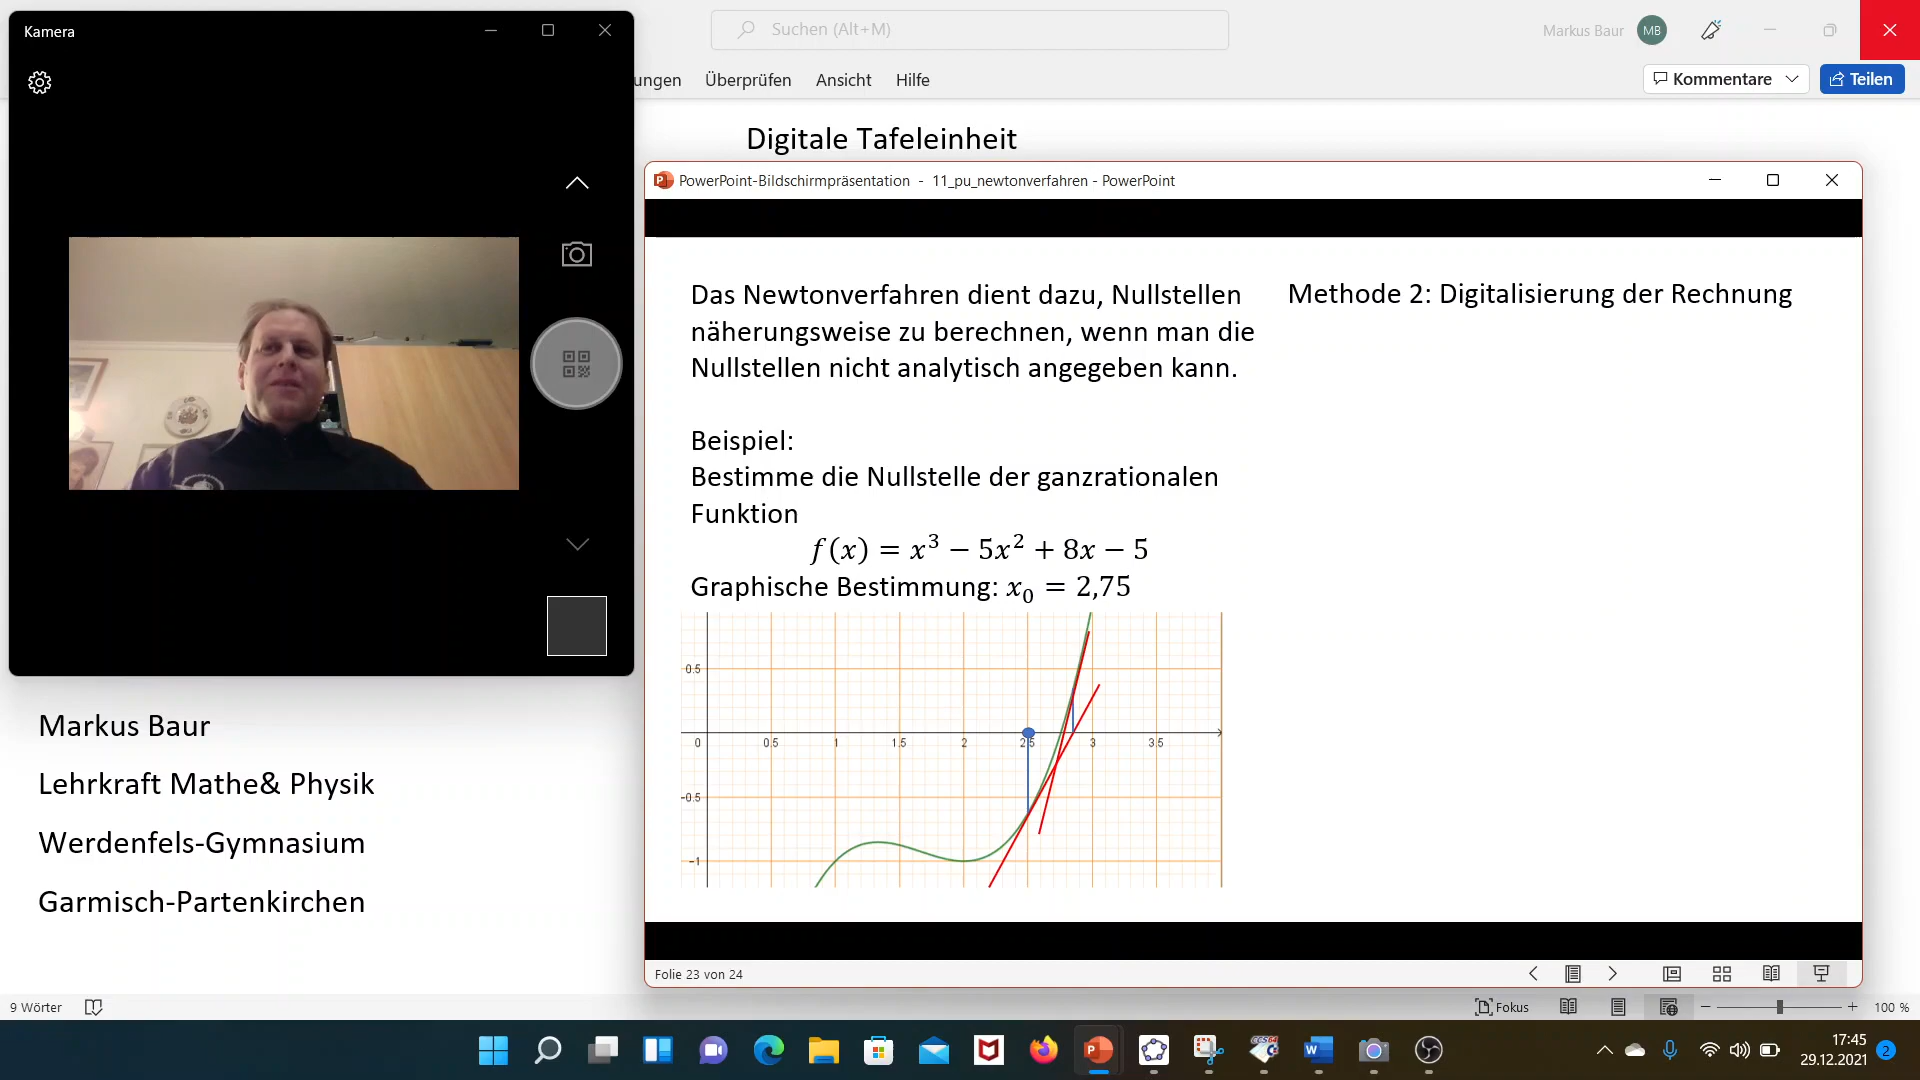 Kamera
Suchen (Alt+M)
Markus Baur
MB
ungen Überprüfen Ansicht Hilfe
Kommentare
Teilen
Digitale Tafeleinheit
PowerPoint-Bildschirmpräsentation - 11_pu_newtonverfahren - PowerPoint
Das Newtonverfahren dient dazu, Nullstellen
näherungsweise zu berechnen, wenn man die
Nullstellen nicht analytisch angegeben kann.
Beispiel:
Bestimme die Nullstelle der ganzrationalen
Funktion
f(x) = x³ − 5x² + 8x − 5
Graphische Bestimmung: x₀ = 2,75
0.5
0 0.5 1 1.5 2 2.5 3 3.5
-0.5
-1
Methode 2: Digitalisierung der Rechnung
Folie 23 von 24
Markus Baur
Lehrkraft Mathe& Physik
Werdenfels-Gymnasium
Garmisch-Partenkirchen
9 Wörter
Fokus
100 %
17:45
29.12.2021
2